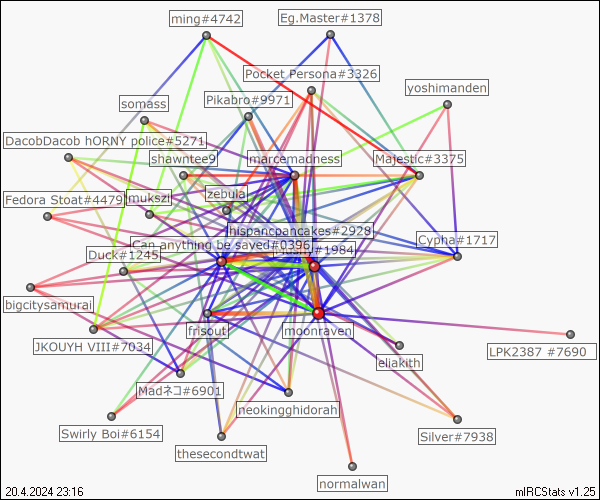 ming#4742
Eg.Master#1378
Pocket Persona#3326
yoshimanden
Pikabro#9971
somass
DacobDacob hORNY police#5271
shawntee9
marcemadness
Majestic#3375
Fedora Stoat#4479
mukszi
zebula
hispancpancakes#2928
Can anything be saved#0396
#1984
Cypha#1717
Duck#1245
bigcitysamurai
frisout
moonraven
JKOUYH VIII#7034
eliakith
LPK2387 #7690
Madネコ#6901
neokingghidorah
Swirly Boi#6154
Silver#7938
thesecondtwat
normalwan
20.4.2024 23:16
mIRCStats v1.25